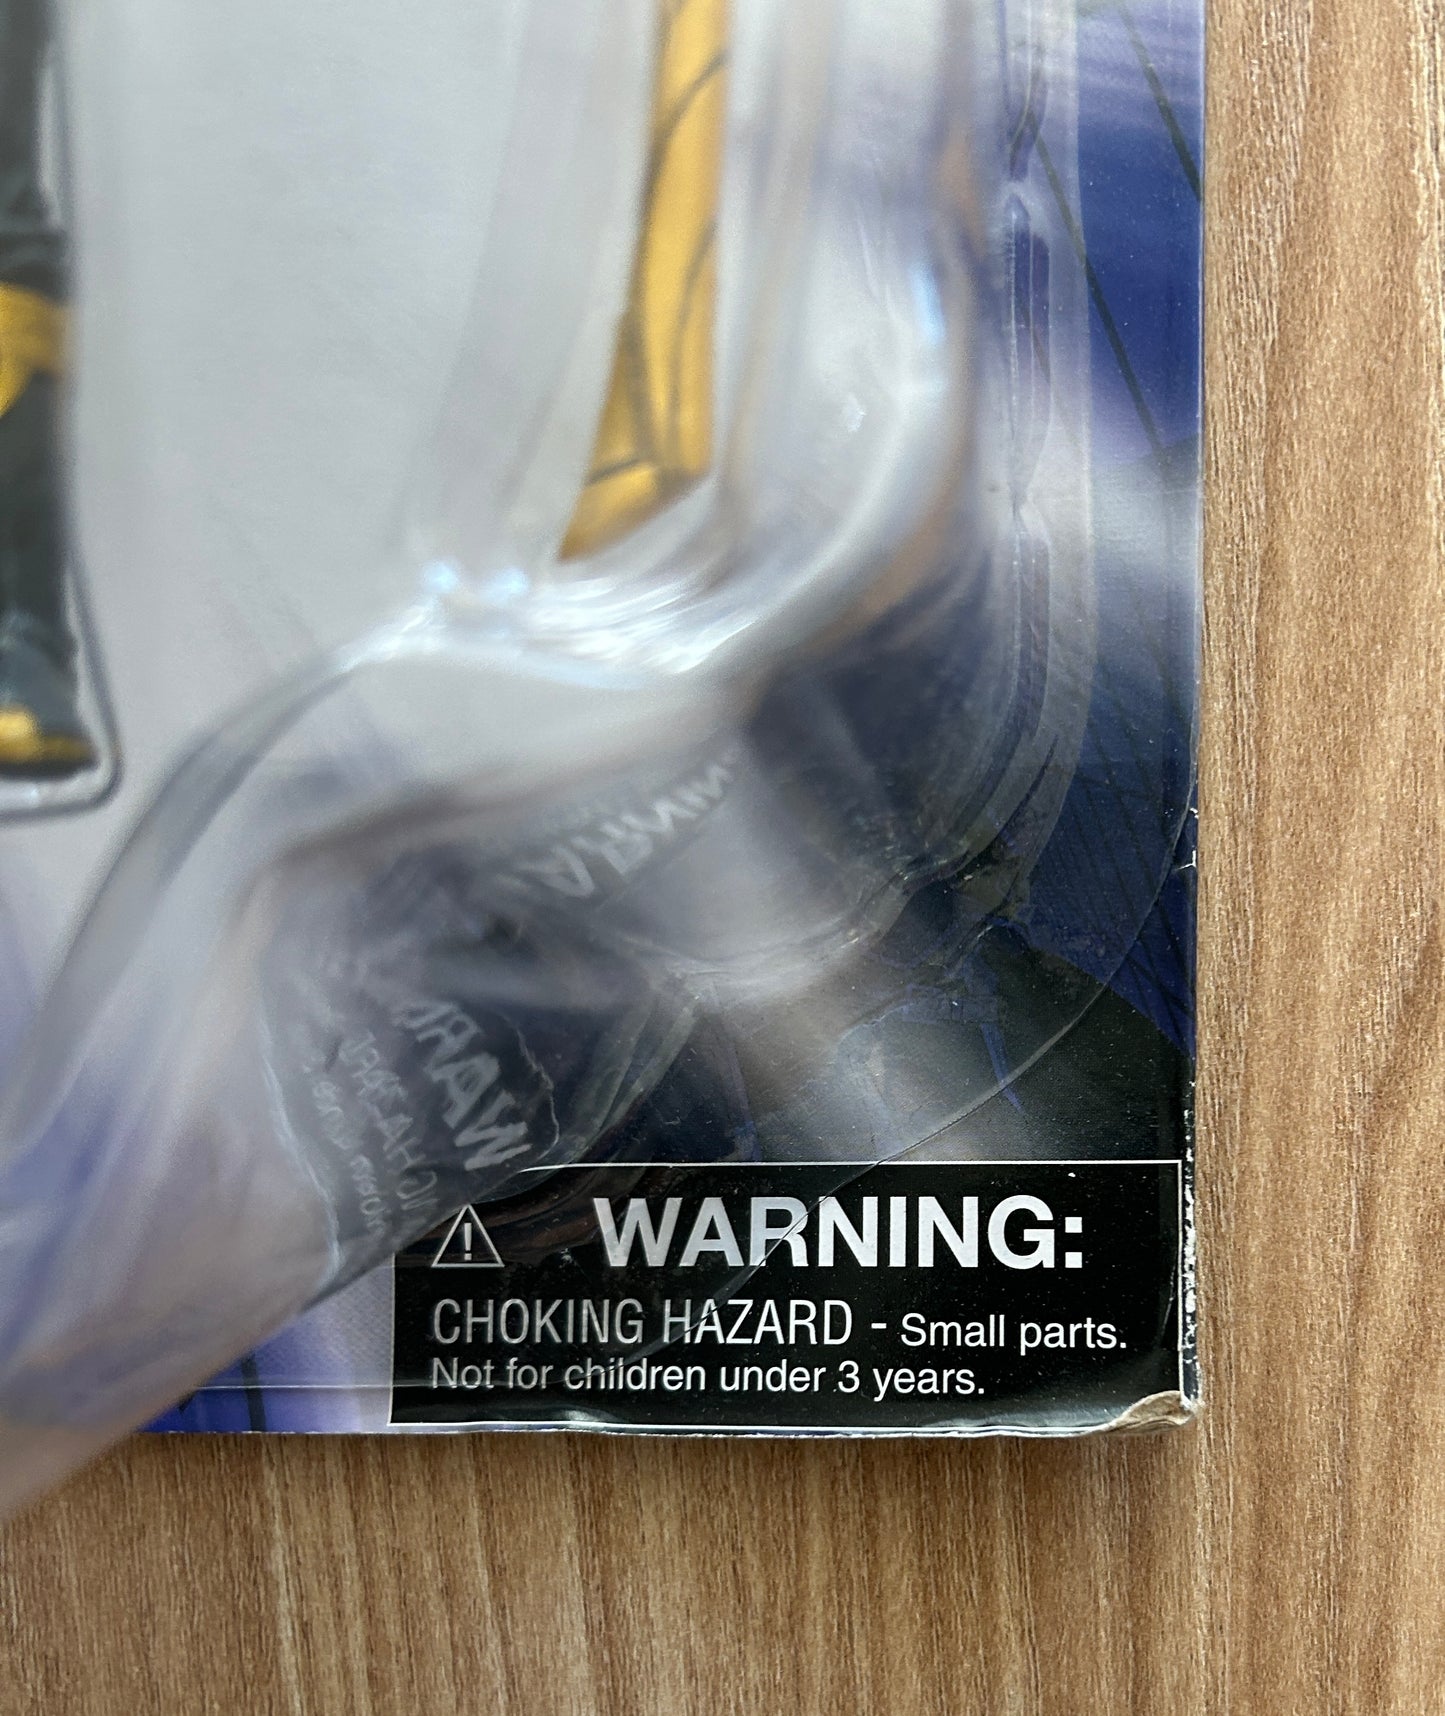 WARNING:
CHOKING HAZARD - Small parts.
Not for children under 3 years.